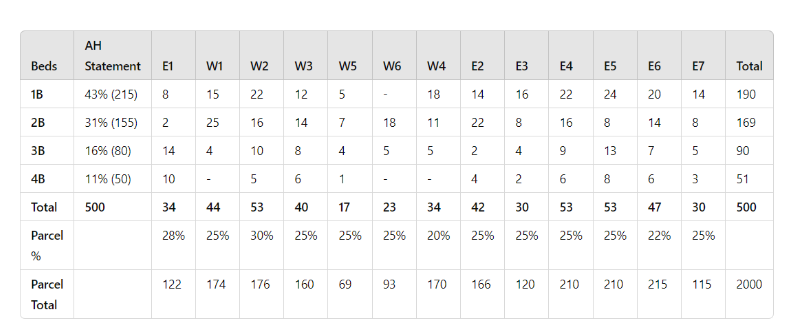 Beds AH Statement E1 W1 W2 W3 W5 W6 W4 E2 E3 E4 E5 E6 E7 Total
1B 43% (215) 8 15 22 12 5 - 18 14 16 22 24 20 14 190
2B 31% (155) 2 25 16 14 7 18 11 22 8 16 8 14 8 169
3B 16% (80) 14 4 10 8 4 5 5 2 4 9 13 7 5 90
4B 11% (50) 10 - 5 6 1 - - 4 2 6 8 6 3 51
Total 500 34 44 53 40 17 23 34 42 30 53 53 47 30 500
Parcel % 28% 25% 30% 25% 25% 25% 20% 25% 25% 25% 25% 22% 25%
Parcel Total 122 174 176 160 69 93 170 166 120 210 210 215 115 2000